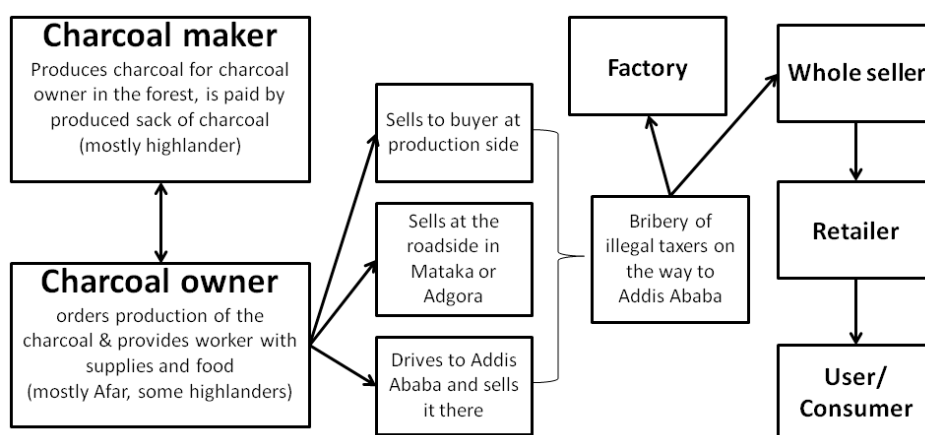 Charcoal maker
Produces charcoal for charcoal
owner in the forest, is paid by
produced sack of charcoal
(mostly highlander)
Charcoal owner
orders production of the
charcoal & provides worker with
supplies and food
(mostly Afar, some highlanders)
Sells to buyer at
production side
Sells at the
roadside in
Mataka or
Adgora
Drives to Addis
Ababa and sells
it there
Bribery of
illegal taxers on
the way to
Addis Ababa
Factory
Whole seller
Retailer
User/
Consumer